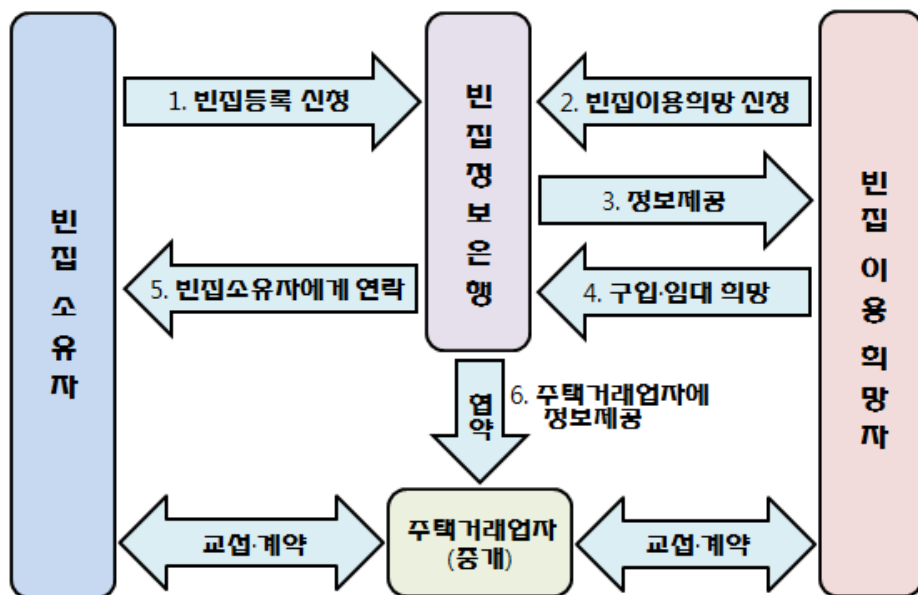 빈집 소유자
1. 빈집등록 신청
빈집정보은행
2. 빈집이용희망 신청
3. 정보제공
빈집 이용 희망자
5. 빈집소유자에게 연락
4. 구입·임대 희망
협약
6. 주택거래업자에
정보제공
교섭·계약
주택거래업자
(중개)
교섭·계약